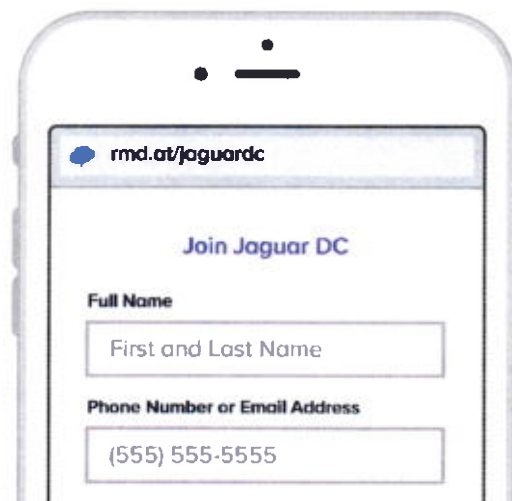 rmd.at/jaguardc
Join Jaguar DC
Full Name
First and Last Name
Phone Number or Email Address
(555) 555-5555